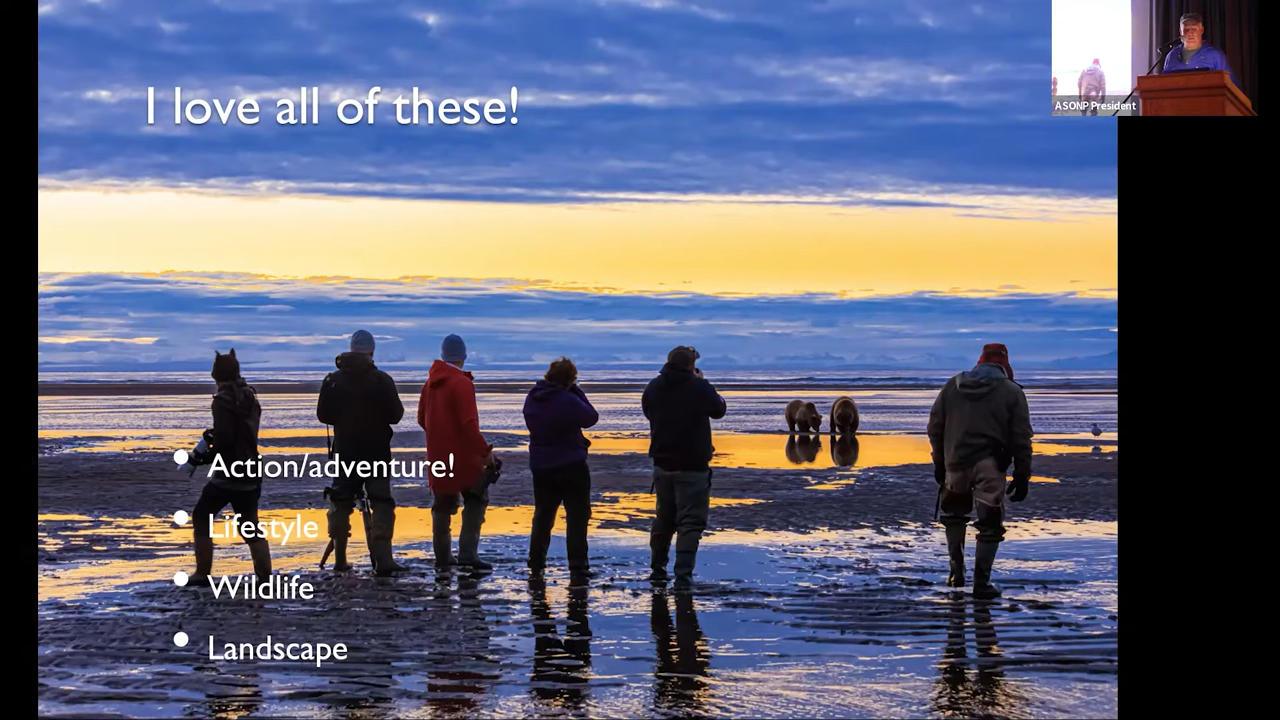 I love all of these!
ASONP President
• Action/adventure!
• Lifestyle
• Wildlife
• Landscape